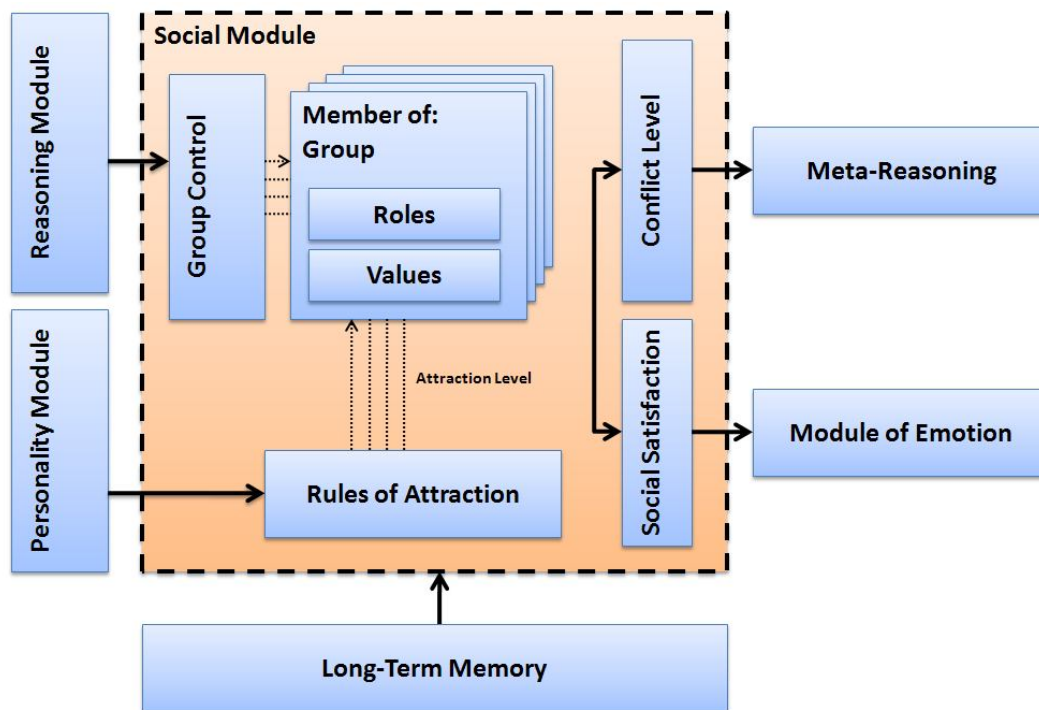 Reasoning Module
Personality Module
Social Module
Group Control
Member of:
Group
Roles
Values
Attraction Level
Rules of Attraction
Conflict Level
Social Satisfaction
Meta-Reasoning
Module of Emotion
Long-Term Memory